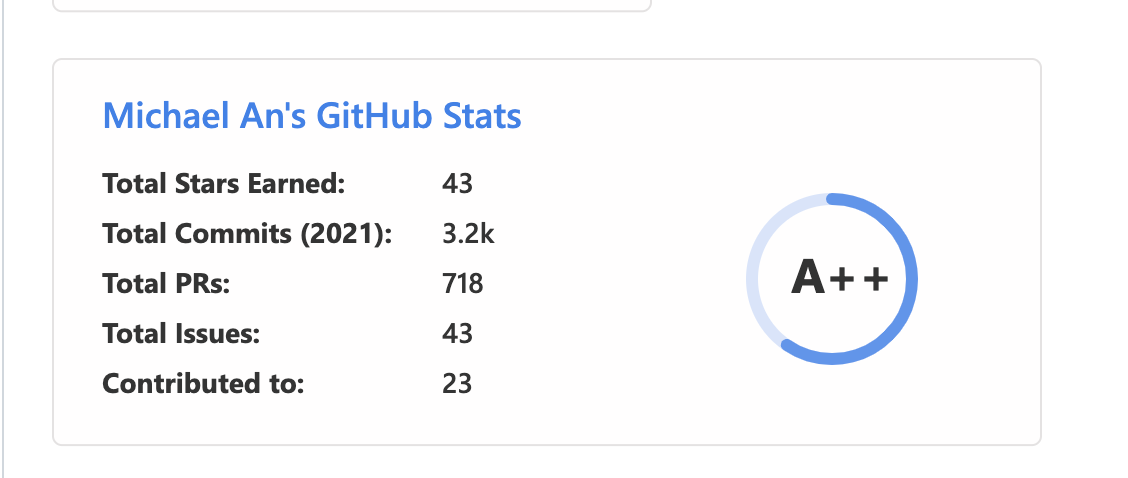 Michael An's GitHub Stats
Total Stars Earned: 43
Total Commits (2021): 3.2k
Total PRs: 718
Total Issues: 43
Contributed to: 23
A++